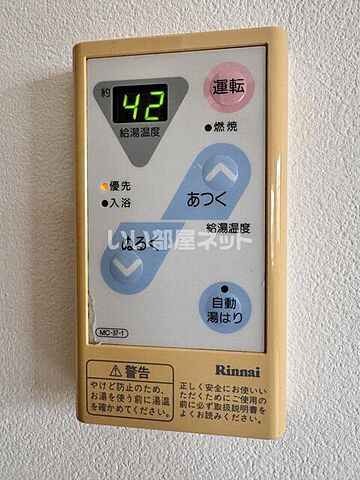 約
42
給湯温度
運転
燃焼
優先
入浴
あつく
給湯温度
ぬるく
いい部屋ネット
自動
湯はり
MC-37-1
Rinnai
⚠警告
やけど防止のため、
お湯を使う前に湯温
を確かめてください。
正しく安全にお使いい
ただくためにご使用の
前に必ず取扱説明書を
よくお読みください。